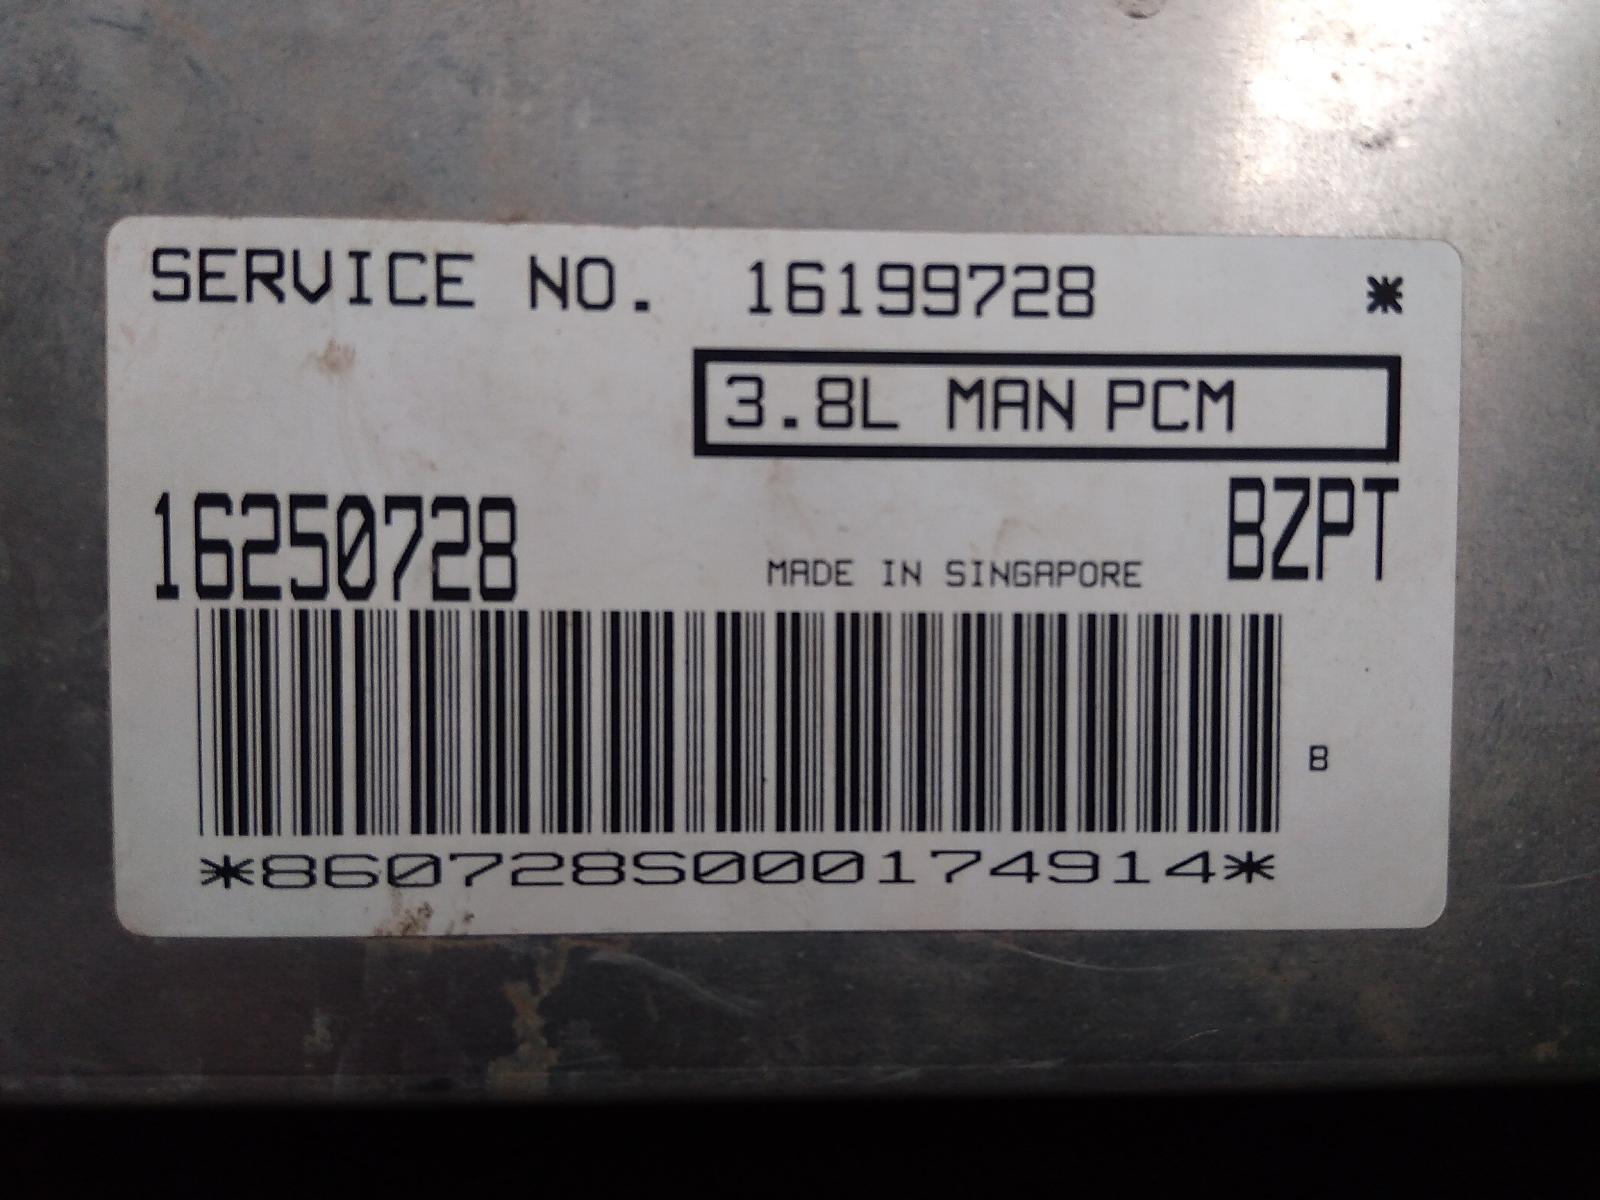 SERVICE NO. 16199728 *
3.8L MAN PCM
16250728 MADE IN SINGAPORE BZPT
B
*860728S000174914*